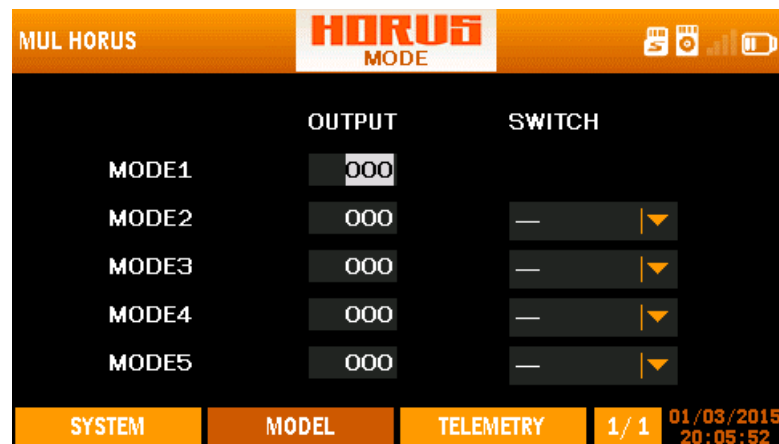 MUL HORUS
HORUS
MODE
OUTPUT SWITCH
MODE1 000
MODE2 000 —
MODE3 000 —
MODE4 000 —
MODE5 000 —
SYSTEM MODEL TELEMETRY 1/1 01/03/2015
20:05:52